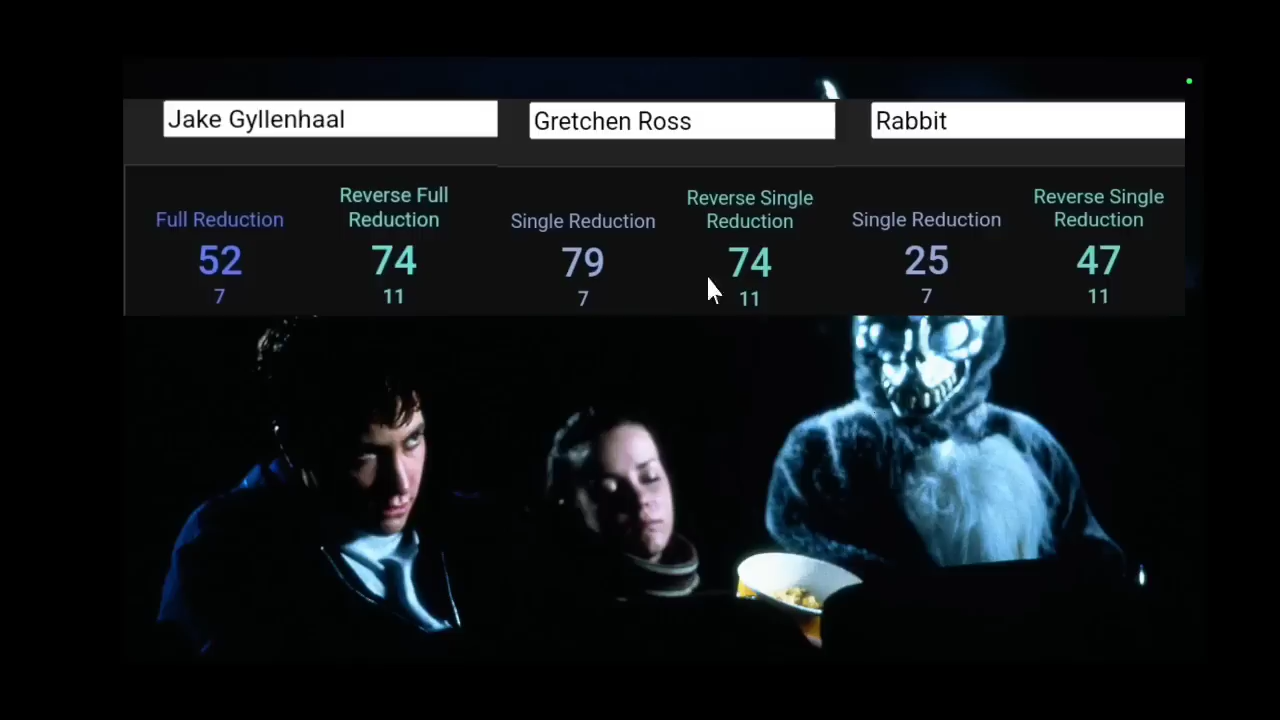 Jake Gyllenhaal
Gretchen Ross
Rabbit
Full Reduction
52
7
Reverse Full
Reduction
74
11
Single Reduction
79
7
Reverse Single
Reduction
74
11
Single Reduction
25
7
Reverse Single
Reduction
47
11